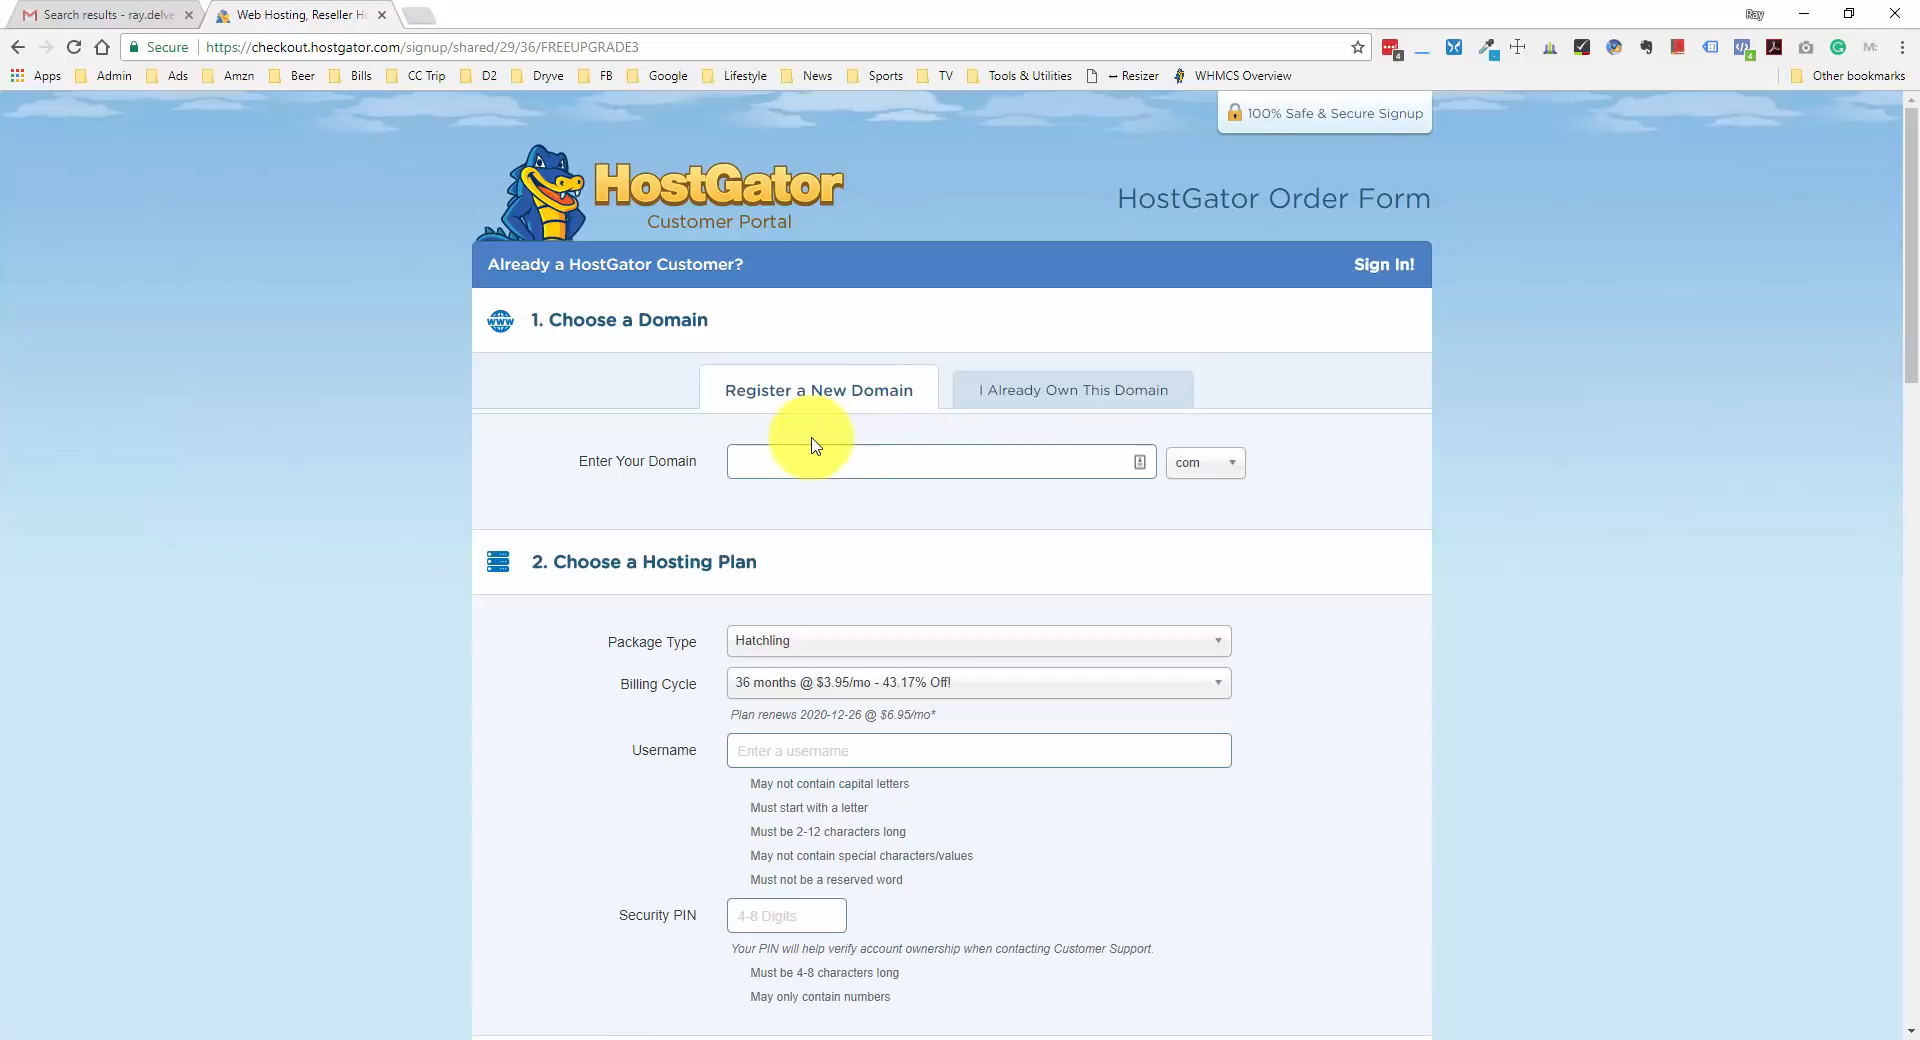 Search results - ray.delve
Web Hosting, Reseller Ho
Ray
Secure
https://checkout.hostgator.com/signup/shared/29/36/FREEUPGRADE3
Apps
Admin
Ads
Amzn
Beer
Bills
CC Trip
D2
Dryve
FB
Google
Lifestyle
News
Sports
TV
Tools & Utilities
↔ Resizer
WHMCS Overview
Other bookmarks
100% Safe & Secure Signup
HostGator
Customer Portal
HostGator Order Form
Already a HostGator Customer?
Sign In!
www
1. Choose a Domain
Register a New Domain
I Already Own This Domain
Enter Your Domain
com
2. Choose a Hosting Plan
Package Type
Hatchling
Billing Cycle
36 months @ $3.95/mo - 43.17% Off!
Plan renews 2020-12-26 @ $6.95/mo*
Username
Enter a username
May not contain capital letters
Must start with a letter
Must be 2-12 characters long
May not contain special characters/values
Must not be a reserved word
Security PIN
4-8 Digits
Your PIN will help verify account ownership when contacting Customer Support.
Must be 4-8 characters long
May only contain numbers